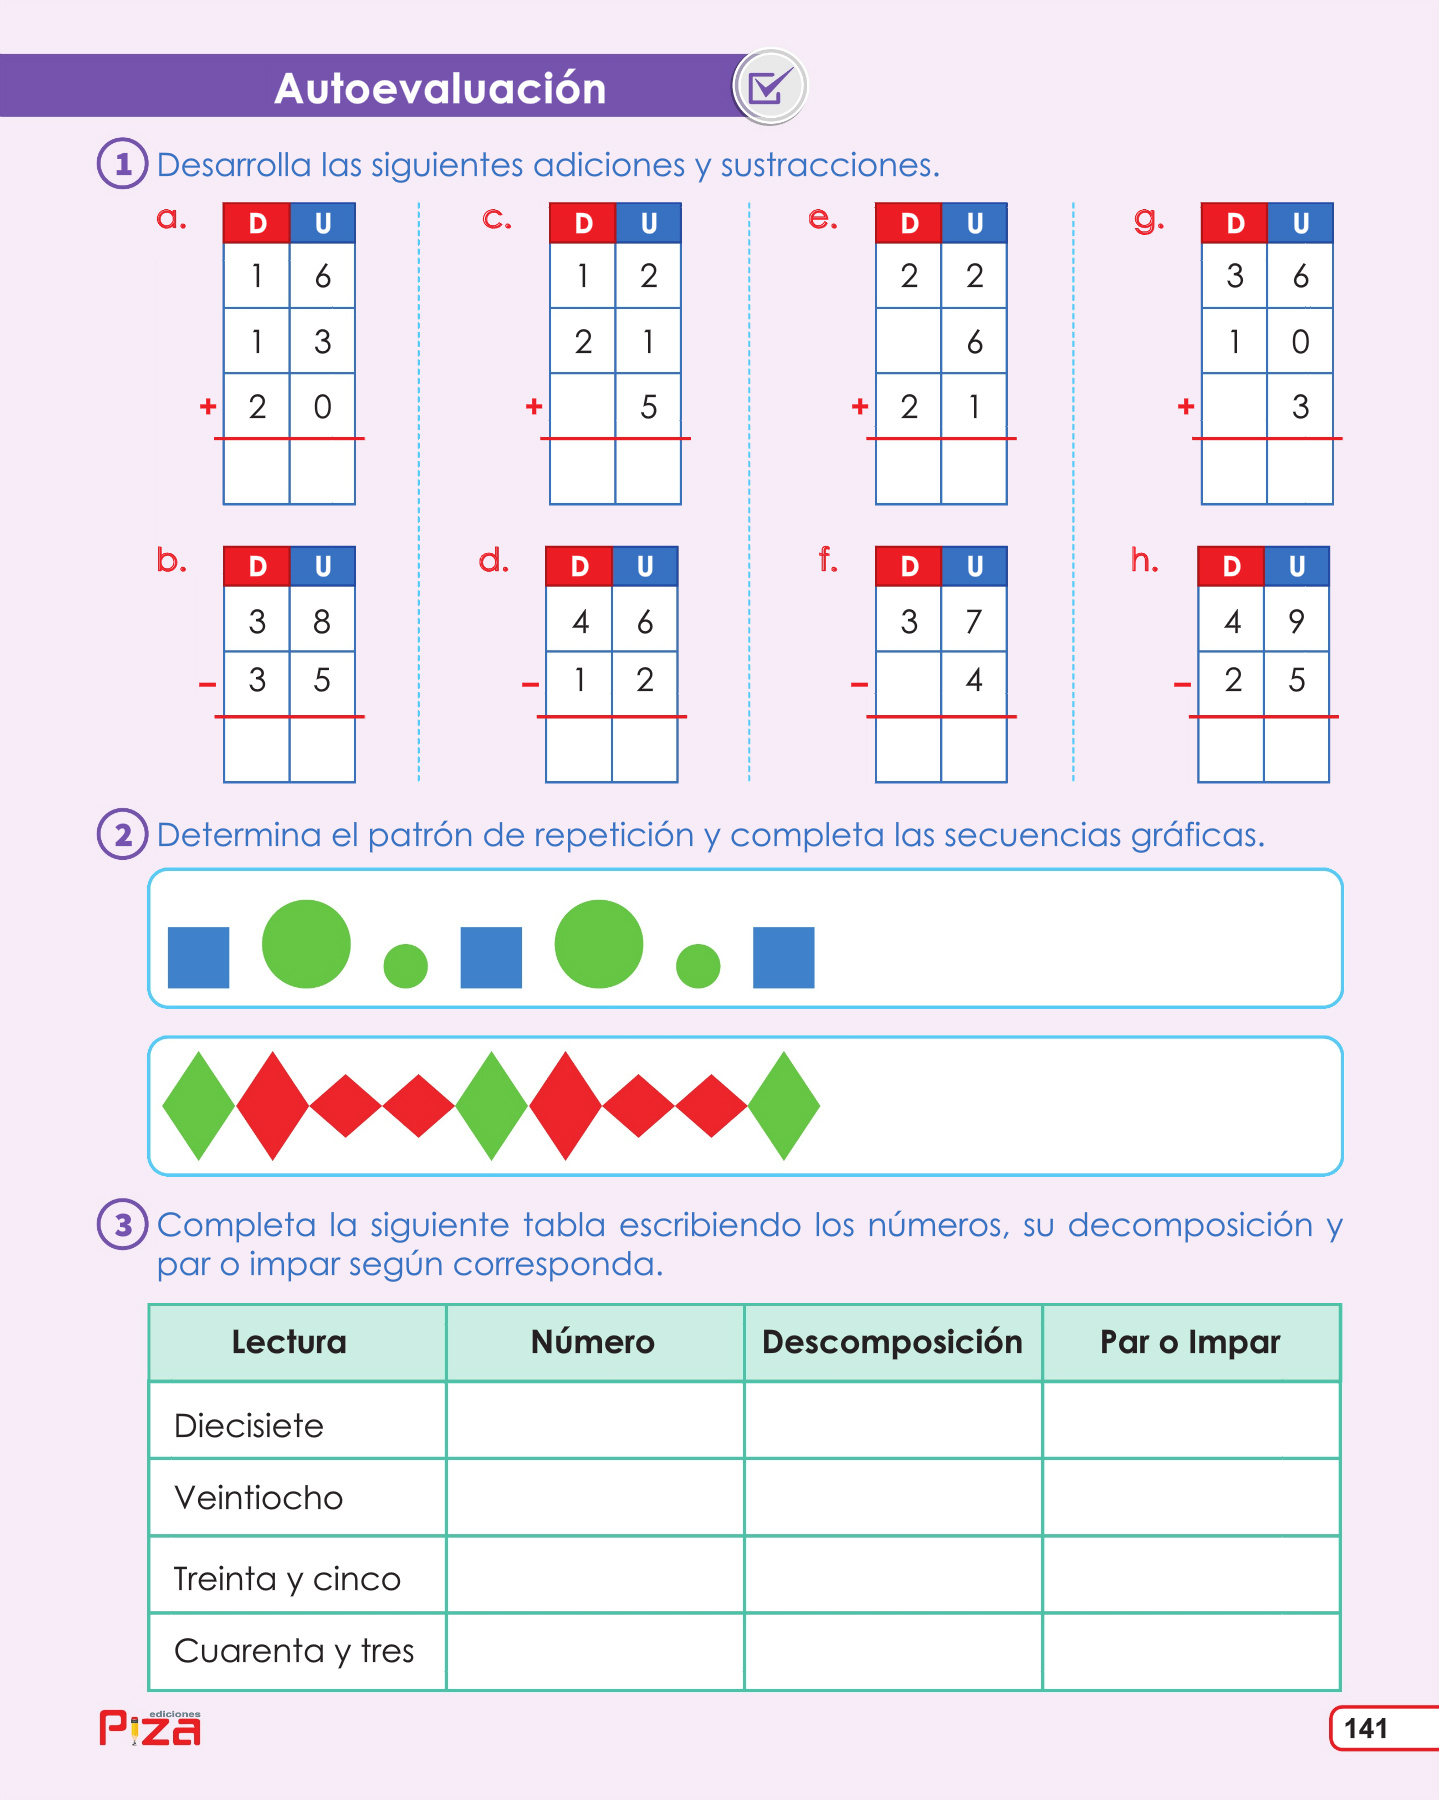 Autoevaluación
1 Desarrolla las siguientes adiciones y sustracciones.
a. D U
1 6
1 3
+ 2 0
c. D U
1 2
2 1
+ 5
e. D U
2 2
6
+ 2 1
g. D U
3 6
1 0
+ 3
b. D U
3 8
– 3 5
d. D U
4 6
– 1 2
f. D U
3 7
– 4
h. D U
4 9
– 2 5
2 Determina el patrón de repetición y completa las secuencias gráficas.
3 Completa la siguiente tabla escribiendo los números, su decomposición y
par o impar según corresponda.
Lectura Número Descomposición Par o Impar
Diecisiete
Veintiocho
Treinta y cinco
Cuarenta y tres
ediciones
Piza
141